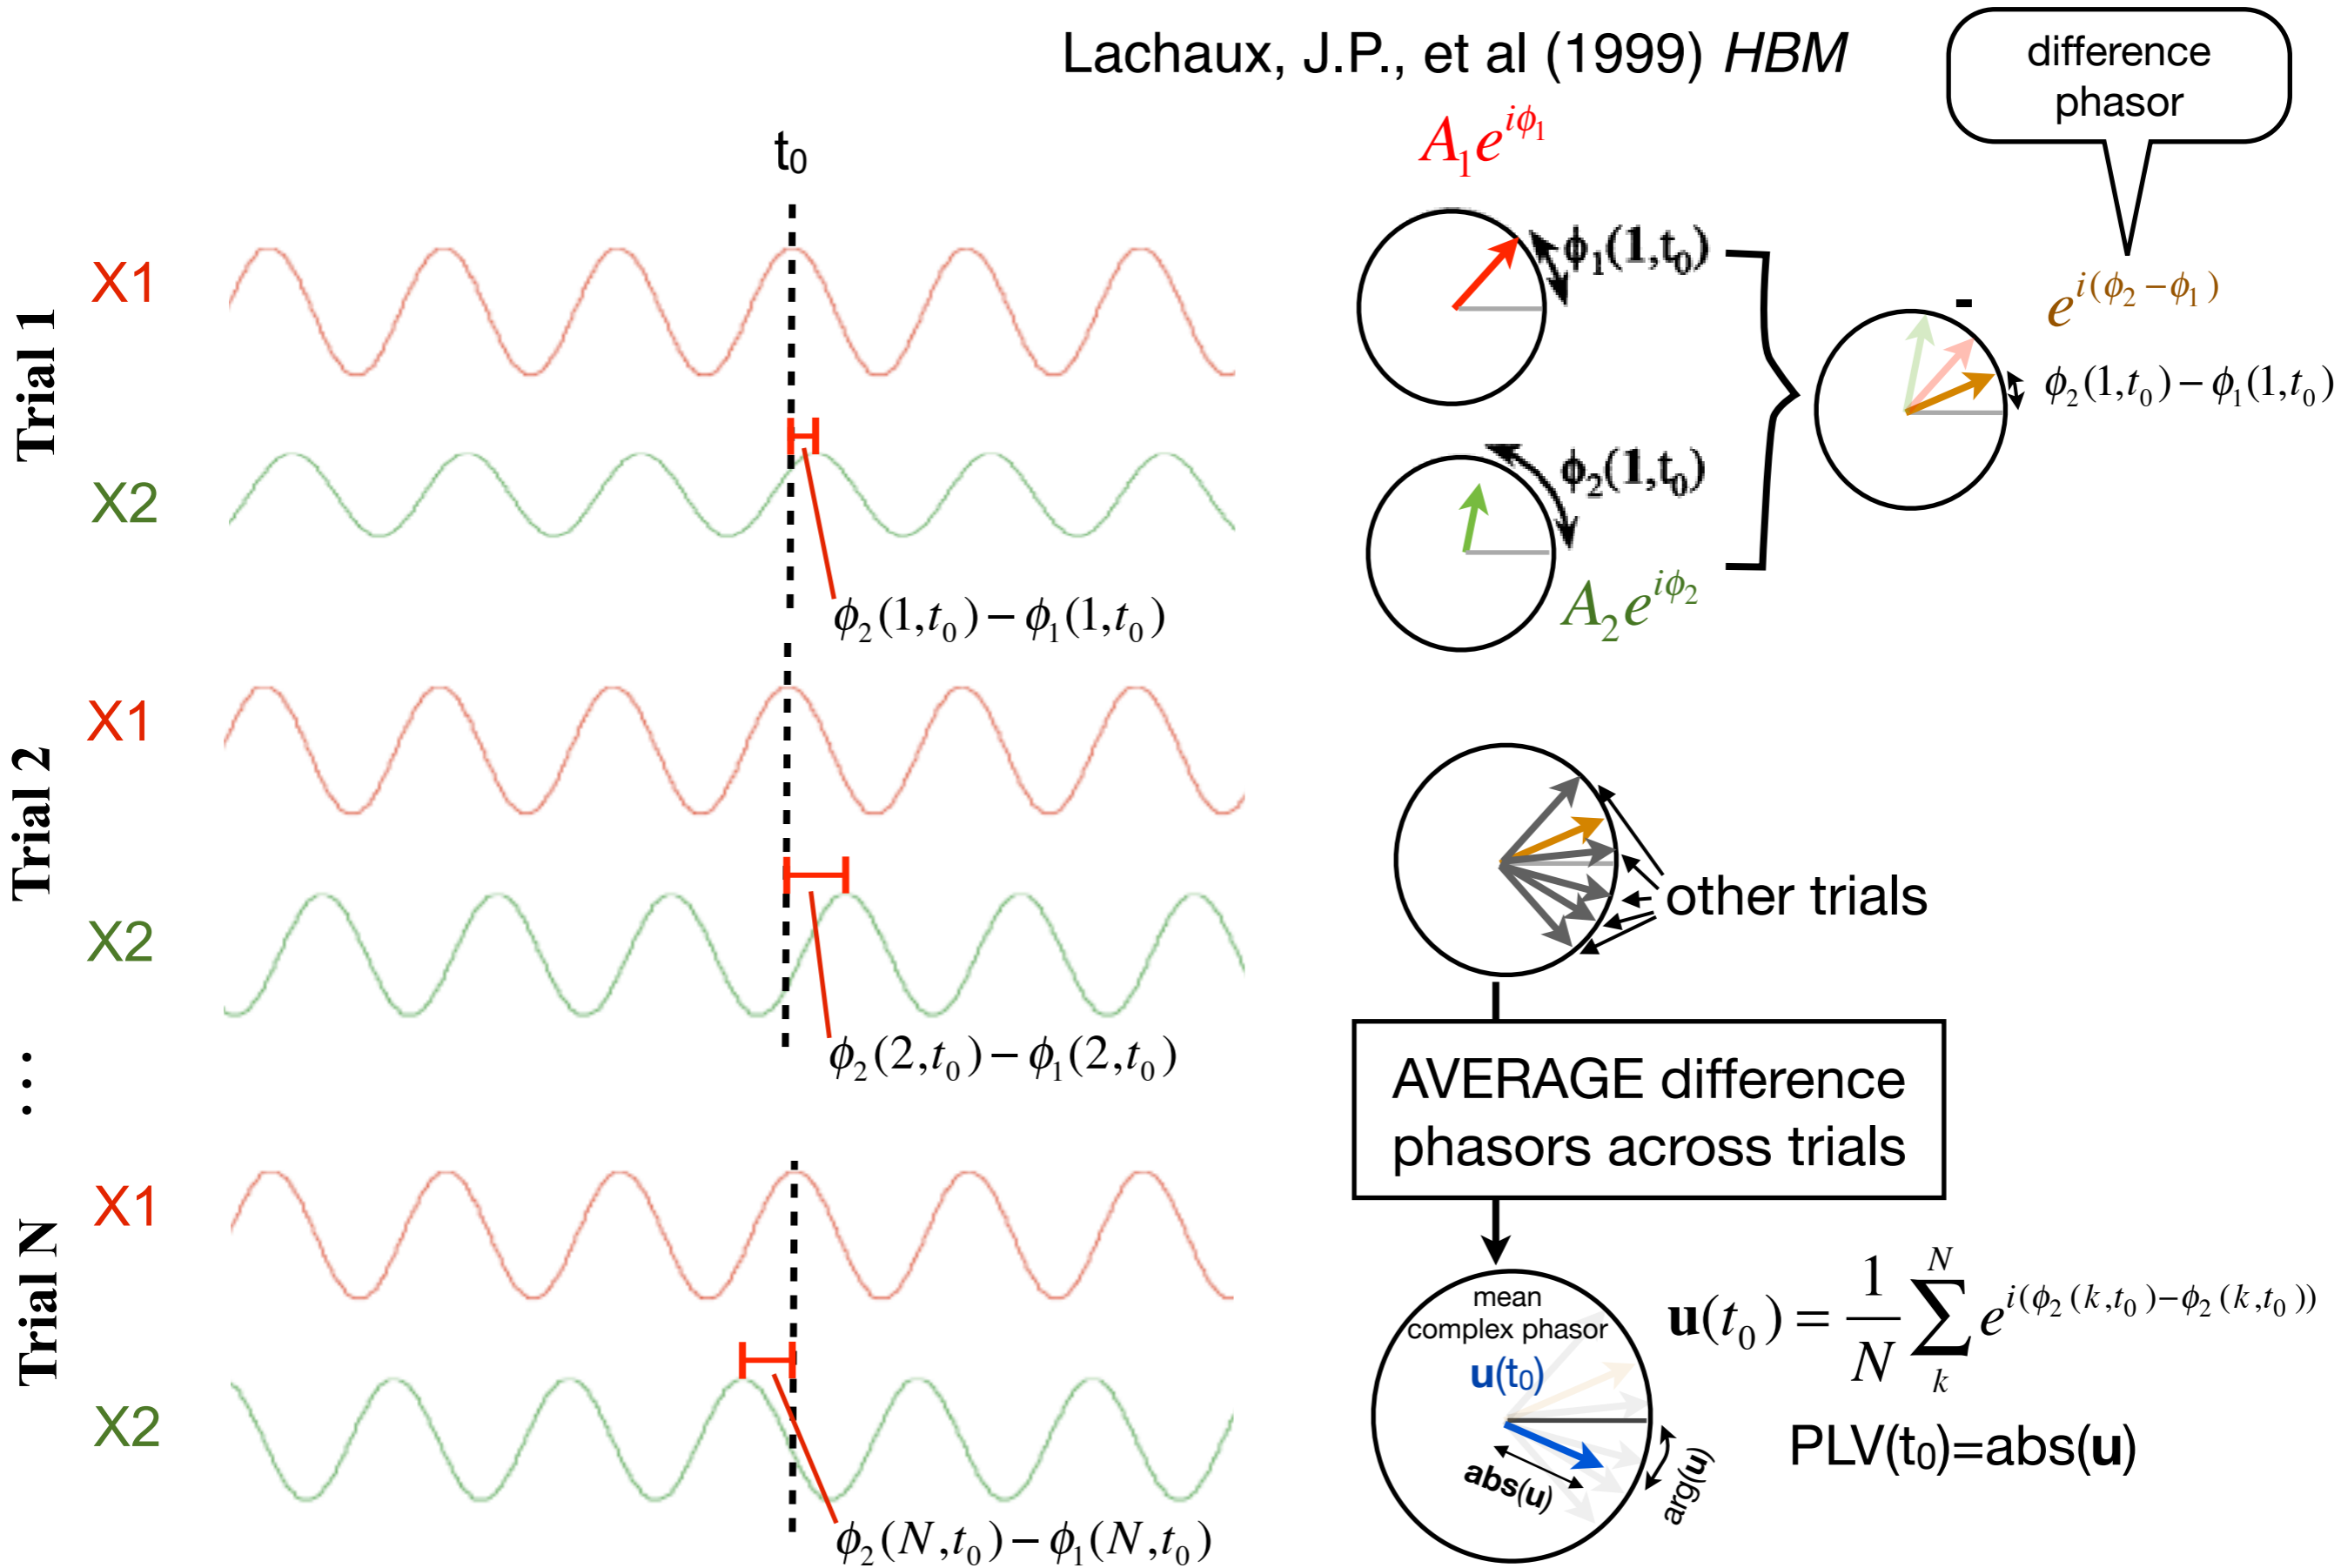 Lachaux, J.P., et al (1999) HBM
difference
phasor
t₀
A₁e^{iϕ₁}
Trial 1
X1
ϕ₁(1,t₀)
-
e^{i(ϕ₂−ϕ₁)}
ϕ₂(1,t₀)−ϕ₁(1,t₀)
X2
ϕ₂(1,t₀)
A₂e^{iϕ₂}
ϕ₂(1,t₀)−ϕ₁(1,t₀)
Trial 2
X1
X2
other trials
ϕ₂(2,t₀)−ϕ₁(2,t₀)
...
AVERAGE difference
phasors across trials
Trial N
X1
X2
ϕ₂(N,t₀)−ϕ₁(N,t₀)
mean
complex phasor
u(t₀)
abs(u)
arg(u)
u(t₀) = 1/N ∑_k^N e^{i(ϕ₂(k,t₀)−ϕ₂(k,t₀))}
PLV(t₀)=abs(u)